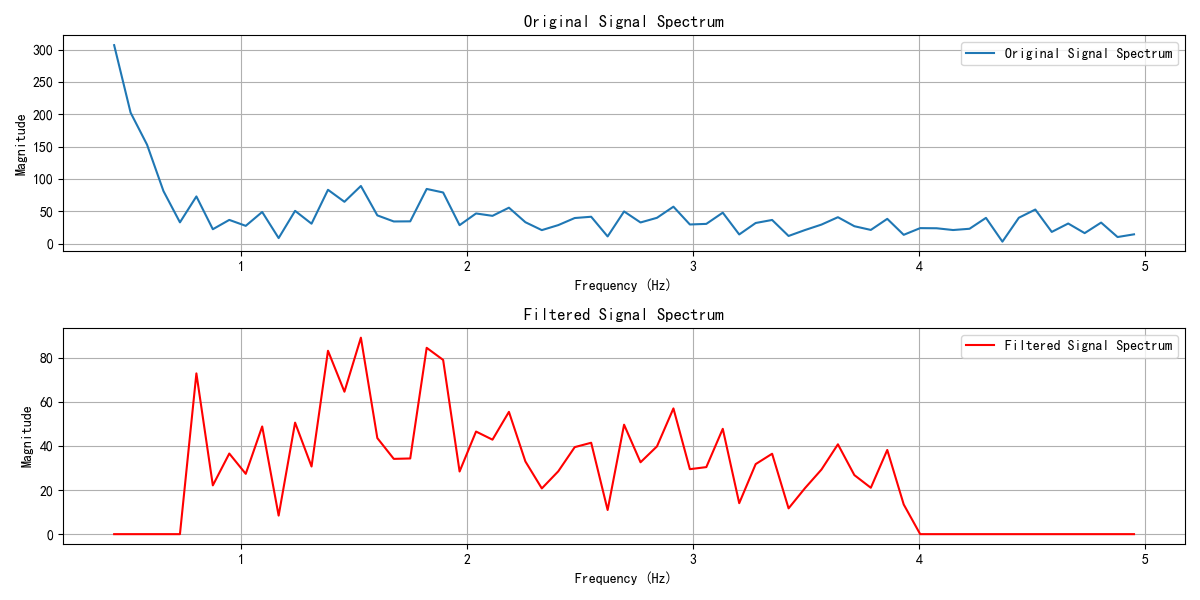 Original Signal Spectrum
300
250
200
150
100
50
0
Magnitude
Original Signal Spectrum
1
2
3
4
5
Frequency (Hz)
Filtered Signal Spectrum
80
60
40
20
0
Magnitude
Filtered Signal Spectrum
1
2
3
4
5
Frequency (Hz)